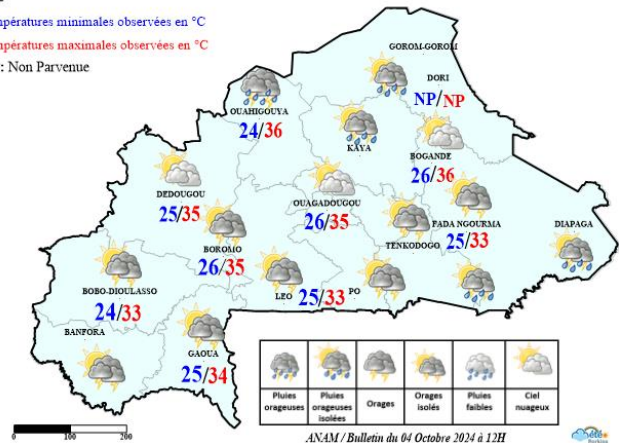 mpératures minimales observées en °C
mpératures maximales observées en °C
: Non Parvenue
GOROM-GOROM
DORI
NP/NP
OUAHIGOUYA
24/36
KAYA
BOGANDE
26/36
DEDOUGOU
25/35
OUAGADOUGOU
26/35
FADA NGOURMA
25/33
DIAPAGA
TENKODOGO
BOROMO
26/35
BOBO-DIOULASSO
24/33
LEO
25/33
PO
BANFORA
GAOUA
25/34
Pluies orageuses
Pluies orageuses isolées
Orages
Orages isolés
Pluies faibles
Ciel nuageux
0 100 200
ANAM / Bulletin du 04 Octobre 2024 à 12H